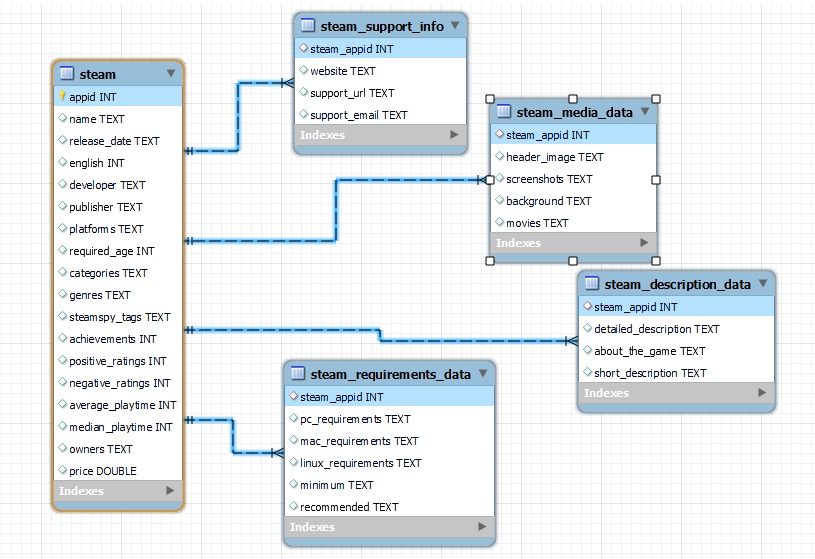 steam
appid INT
name TEXT
release_date TEXT
english INT
developer TEXT
publisher TEXT
platforms TEXT
required_age INT
categories TEXT
genres TEXT
steamspy_tags TEXT
achievements INT
positive_ratings INT
negative_ratings INT
average_playtime INT
median_playtime INT
owners TEXT
price DOUBLE
Indexes
steam_support_info
steam_appid INT
website TEXT
support_url TEXT
support_email TEXT
Indexes
steam_media_data
steam_appid INT
header_image TEXT
screenshots TEXT
background TEXT
movies TEXT
Indexes
steam_description_data
steam_appid INT
detailed_description TEXT
about_the_game TEXT
short_description TEXT
Indexes
steam_requirements_data
steam_appid INT
pc_requirements TEXT
mac_requirements TEXT
linux_requirements TEXT
minimum TEXT
recommended TEXT
Indexes